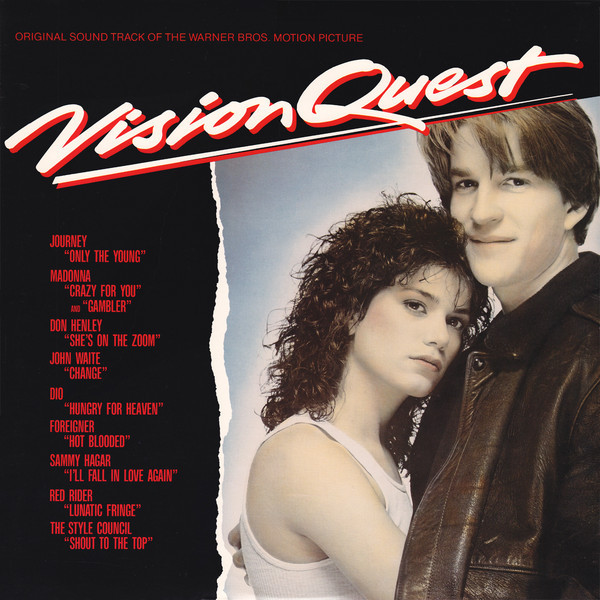 ORIGINAL SOUND TRACK OF THE WARNER BROS. MOTION PICTURE
Vision Quest
JOURNEY
"ONLY THE YOUNG"
MADONNA
"CRAZY FOR YOU"
AND "GAMBLER"
DON HENLEY
"SHE'S ON THE ZOOM"
JOHN WAITE
"CHANGE"
DIO
"HUNGRY FOR HEAVEN"
FOREIGNER
"HOT BLOODED"
SAMMY HAGAR
"I'LL FALL IN LOVE AGAIN"
RED RIDER
"LUNATIC FRINGE"
THE STYLE COUNCIL
"SHOUT TO THE TOP"